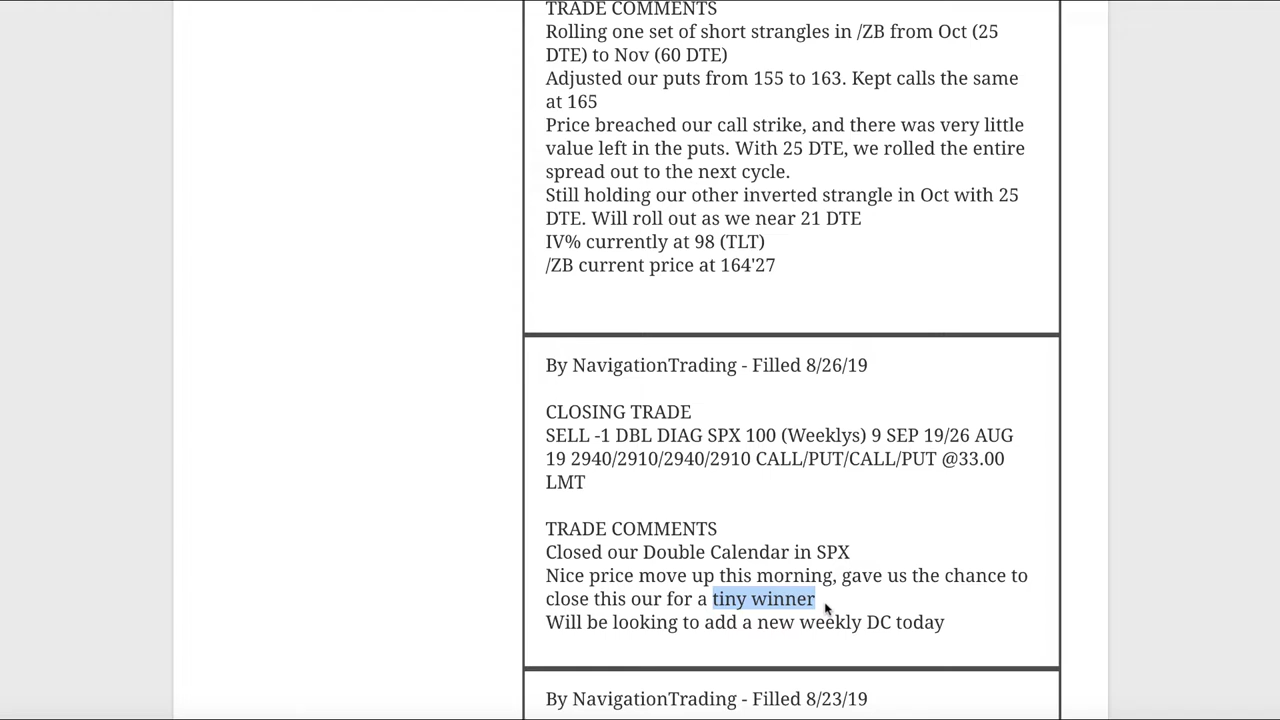 TRADE COMMENTS
Rolling one set of short strangles in /ZB from Oct (25
DTE) to Nov (60 DTE)
Adjusted our puts from 155 to 163. Kept calls the same
at 165
Price breached our call strike, and there was very little
value left in the puts. With 25 DTE, we rolled the entire
spread out to the next cycle.
Still holding our other inverted strangle in Oct with 25
DTE. Will roll out as we near 21 DTE
IV% currently at 98 (TLT)
/ZB current price at 164'27
By NavigationTrading - Filled 8/26/19
CLOSING TRADE
SELL -1 DBL DIAG SPX 100 (Weeklys) 9 SEP 19/26 AUG
19 2940/2910/2940/2910 CALL/PUT/CALL/PUT @33.00
LMT
TRADE COMMENTS
Closed our Double Calendar in SPX
Nice price move up this morning, gave us the chance to
close this our for a tiny winner
Will be looking to add a new weekly DC today
By NavigationTrading - Filled 8/23/19